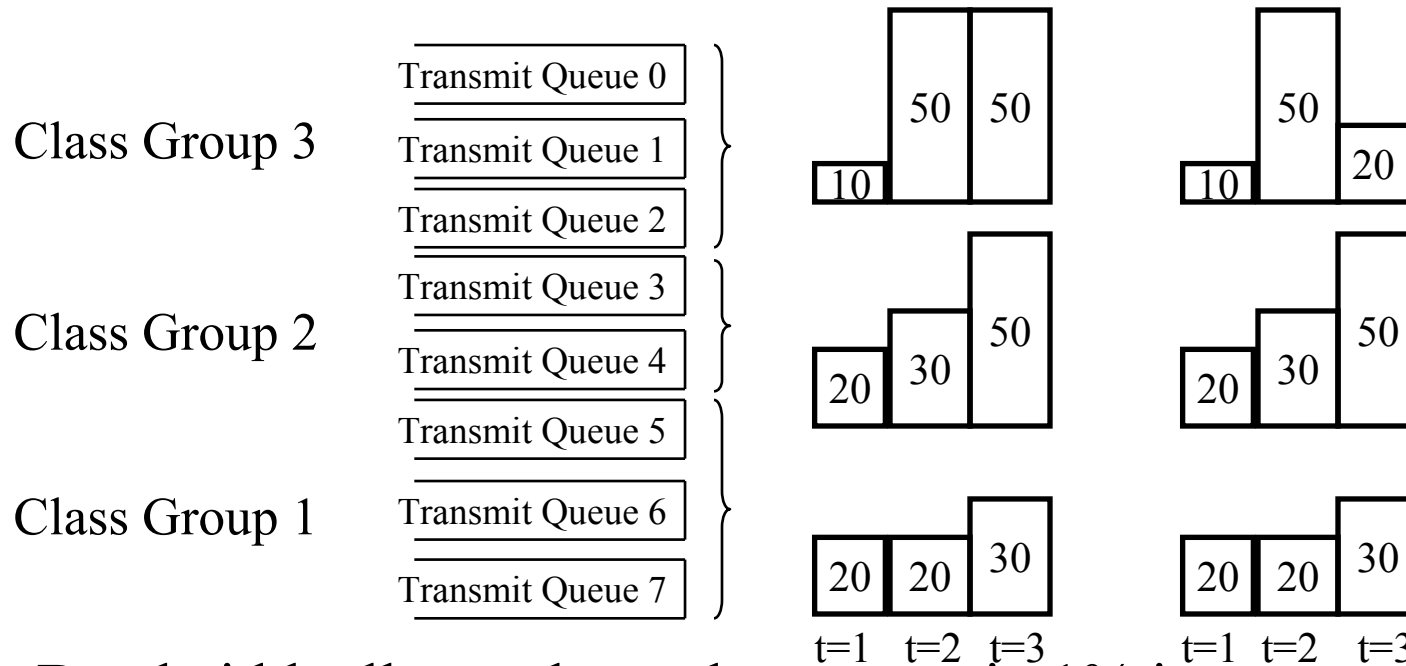 Transmit Queue 0
Transmit Queue 1
Class Group 3
Transmit Queue 2
Transmit Queue 3
Class Group 2
Transmit Queue 4
Transmit Queue 5
Class Group 1
Transmit Queue 6
Transmit Queue 7
10 50 50
10 50 20
20 30 50
20 30 50
20 20 30
20 20 30
t=1 t=2 t=3
t=1 t=2 t=3